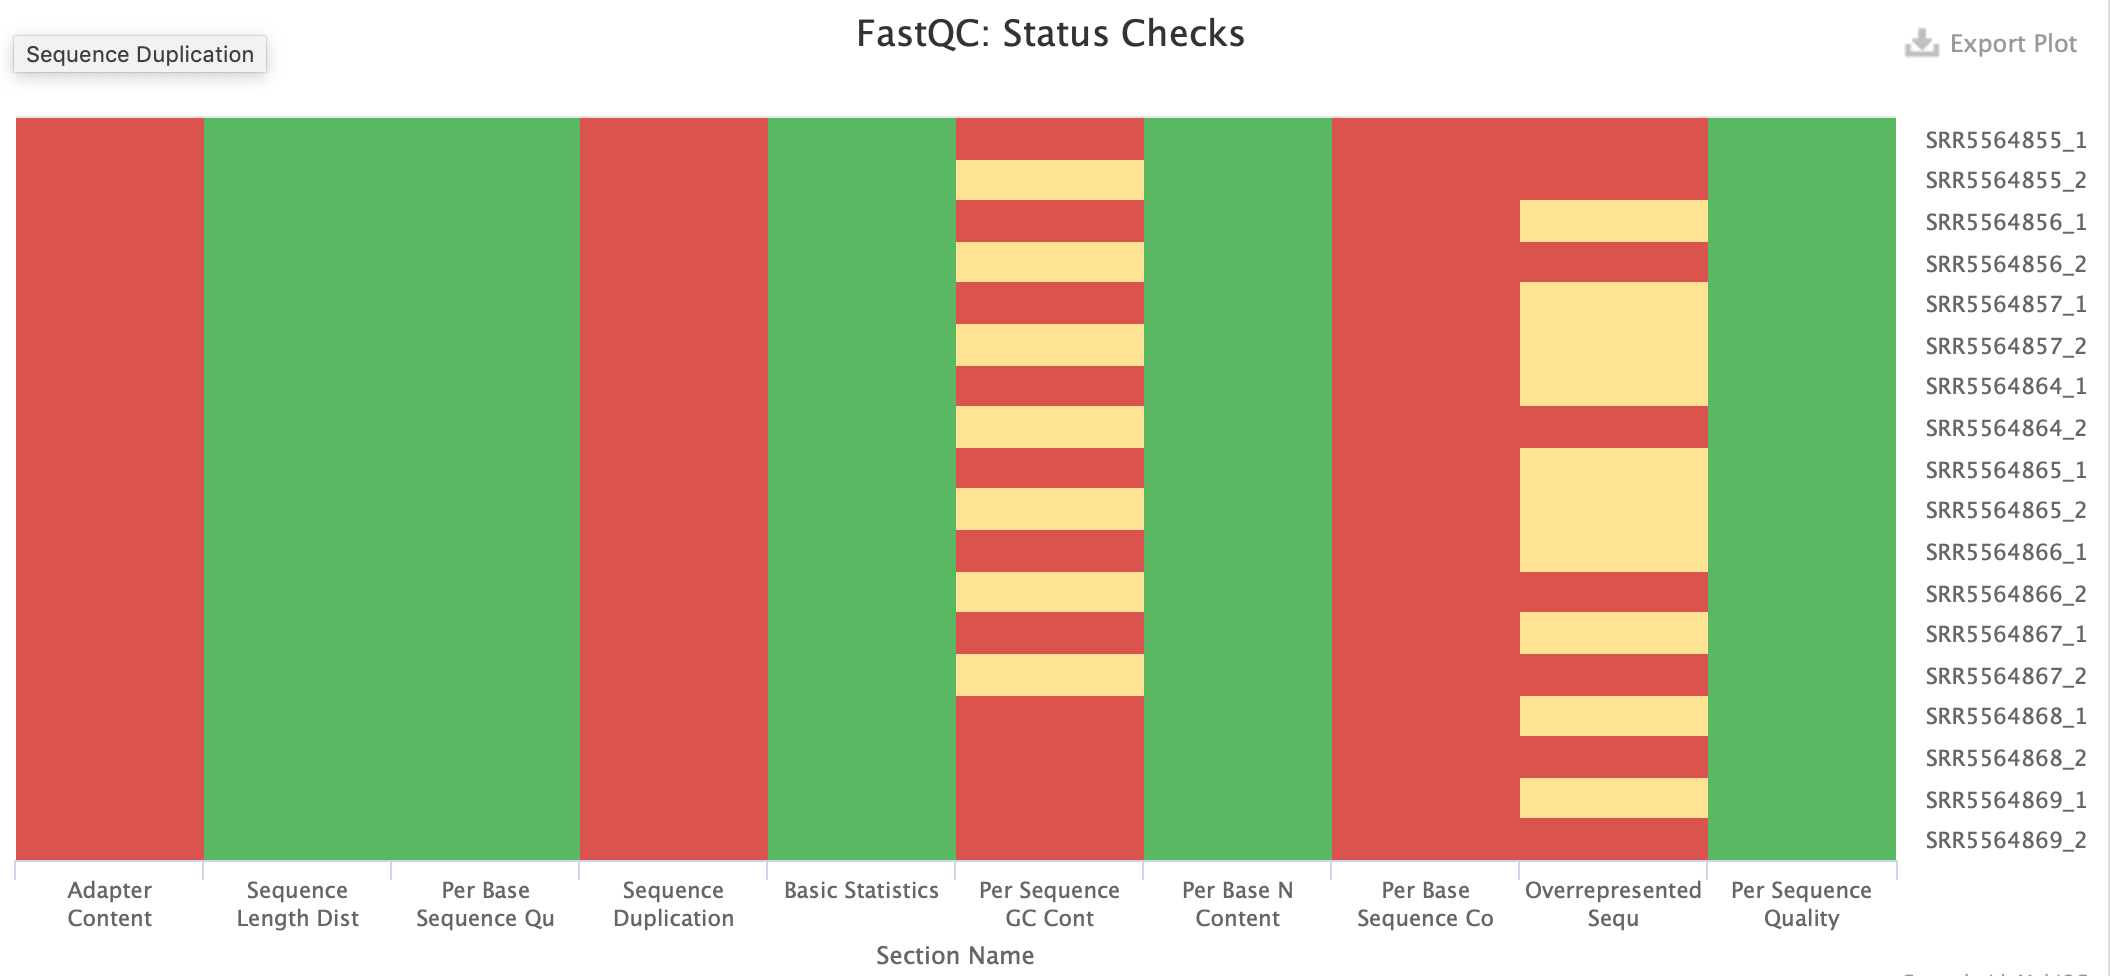 FastQC: Status Checks
Sequence Duplication
Export Plot
SRR5564855_1
SRR5564855_2
SRR5564856_1
SRR5564856_2
SRR5564857_1
SRR5564857_2
SRR5564864_1
SRR5564864_2
SRR5564865_1
SRR5564865_2
SRR5564866_1
SRR5564866_2
SRR5564867_1
SRR5564867_2
SRR5564868_1
SRR5564868_2
SRR5564869_1
SRR5564869_2
Adapter
Content
Sequence
Length Dist
Per Base
Sequence Qu
Sequence
Duplication
Basic Statistics
Per Sequence
GC Cont
Per Base N
Content
Per Base
Sequence Co
Overrepresented
Sequ
Per Sequence
Quality
Section Name